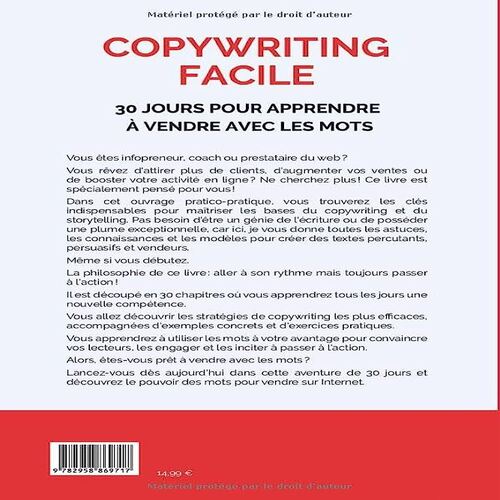 Matériel protégé par le droit d'auteur
COPYWRITING
FACILE
30 JOURS POUR APPRENDRE
À VENDRE AVEC LES MOTS
Vous êtes infopreneur, coach ou prestataire du web ?
Vous rêvez d'attirer plus de clients, d'augmenter vos ventes ou
de booster votre activité en ligne ? Ne cherchez plus ! Ce livre est
spécialement pensé pour vous !
Dans cet ouvrage pratico-pratique, vous trouverez les clés
indispensables pour maîtriser les bases du copywriting et du
storytelling. Pas besoin d'être un génie de l'écriture ou de posséder
une plume exceptionnelle, car ici, je vous donne toutes les astuces,
les connaissances et les modèles pour créer des textes percutants,
persuasifs et vendeurs.
Même si vous débutez.
La philosophie de ce livre : aller à son rythme mais toujours passer
à l'action !
Il est découpé en 30 chapitres où vous apprendrez tous les jours une
nouvelle compétence.
Vous allez découvrir les stratégies de copywriting les plus efficaces,
accompagnées d'exemples concrets et d'exercices pratiques.
Vous apprendrez à utiliser les mots à votre avantage pour convaincre
vos lecteurs, les engager et les inciter à passer à l'action.
Alors, êtes-vous prêt à vendre avec les mots ?
Lancez-vous dès aujourd'hui dans cette aventure de 30 jours et
découvrez le pouvoir des mots pour vendre sur Internet.
9 782958 869717
14,99 €
Matériel protégé par le droit d'auteur